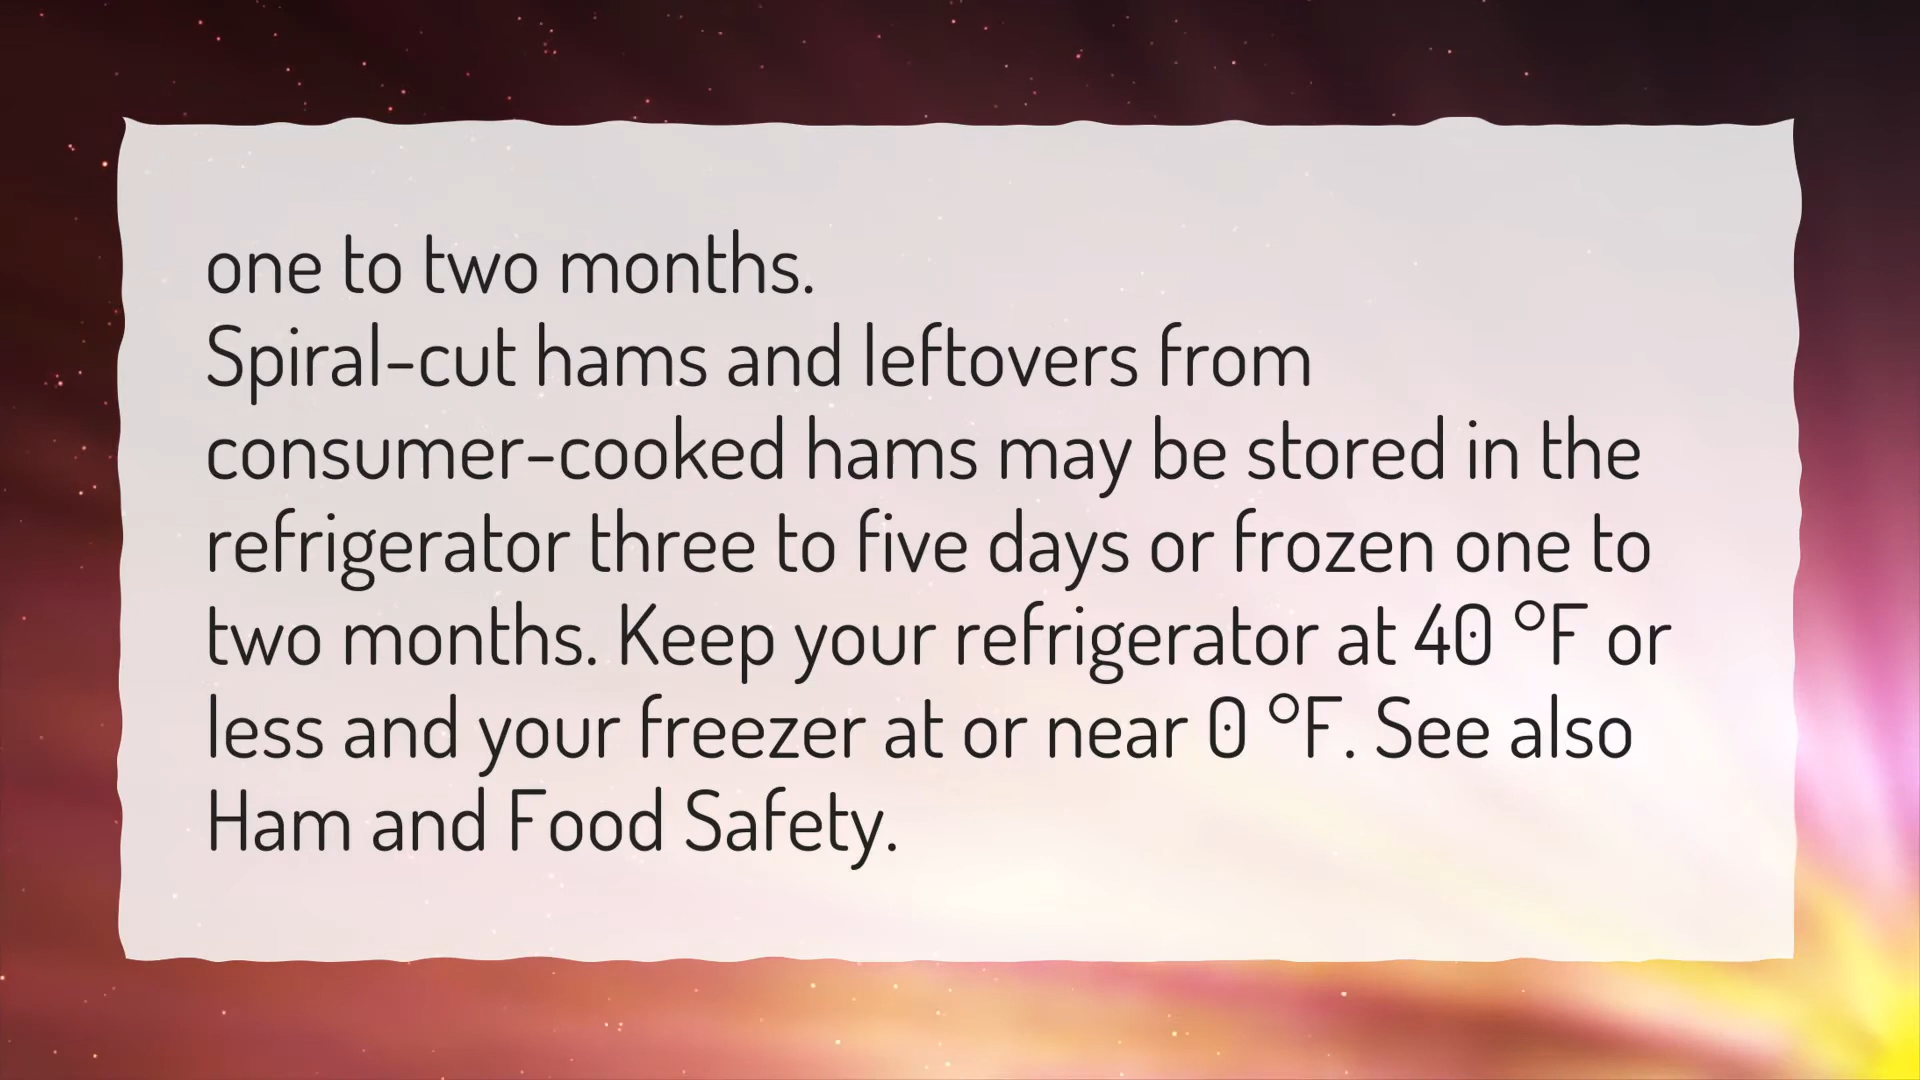 one to two months.
Spiral-cut hams and leftovers from
consumer-cooked hams may be stored in the
refrigerator three to five days or frozen one to
two months. Keep your refrigerator at 40 °F or
less and your freezer at or near 0 °F. See also
Ham and Food Safety.